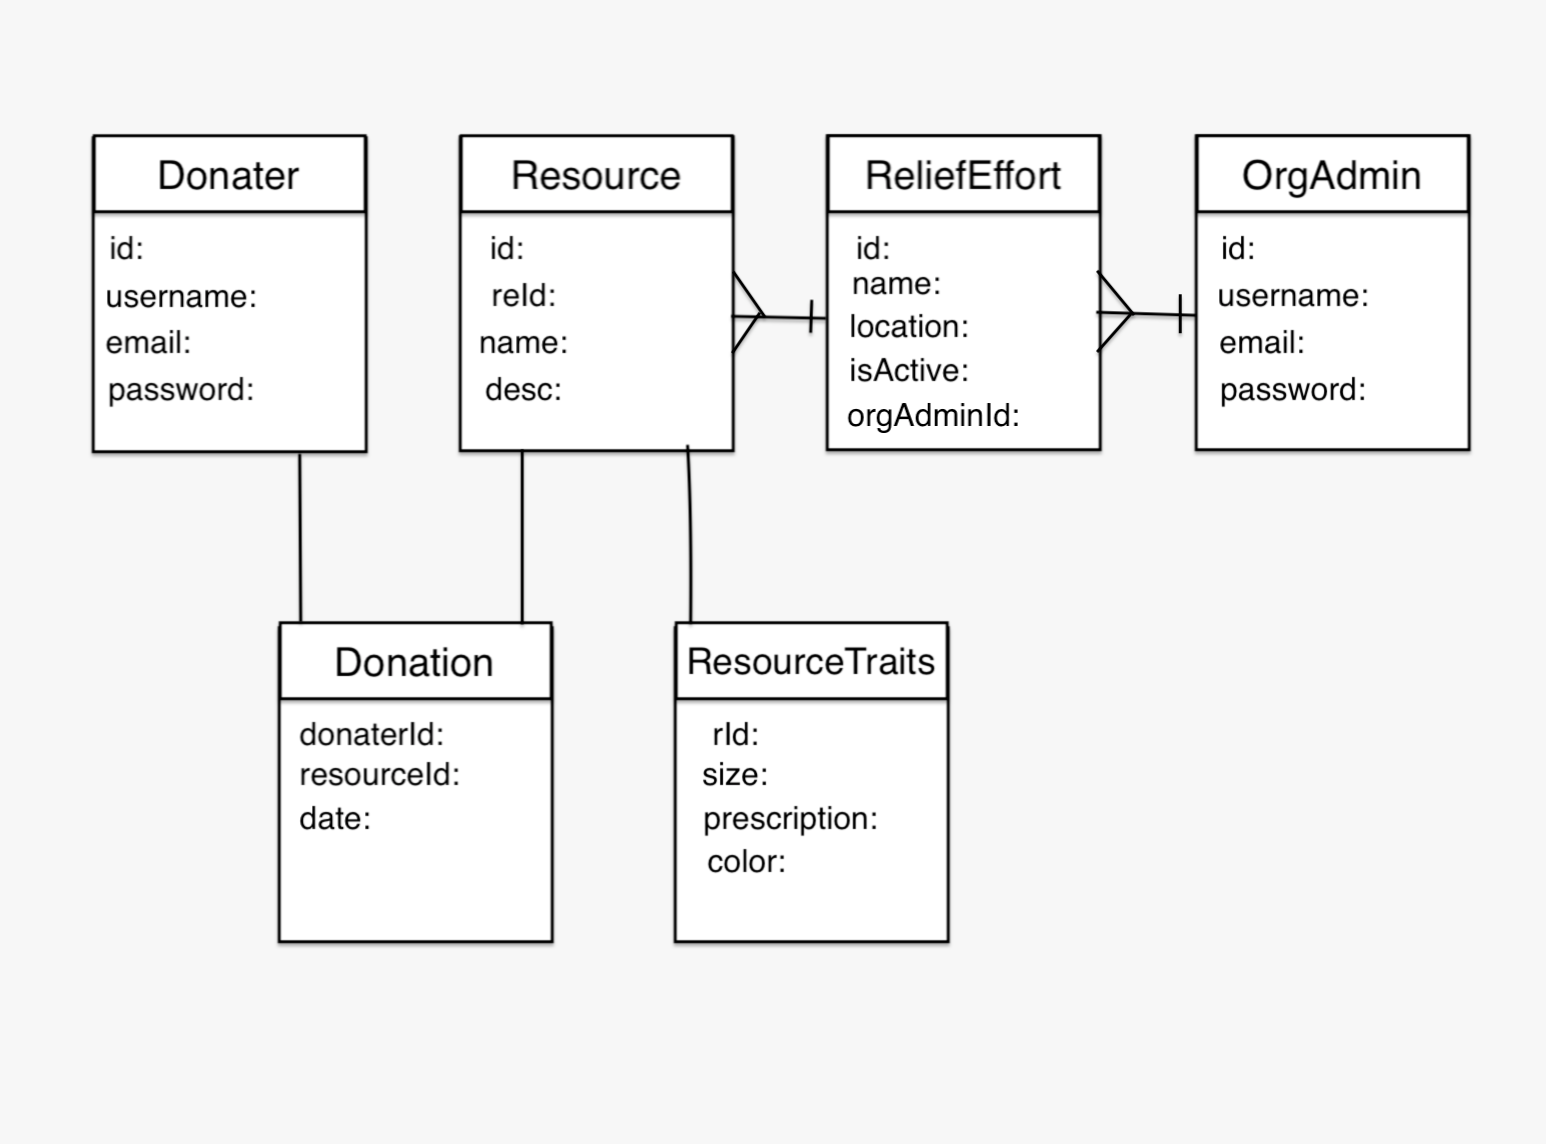 Donater
id:
username:
email:
password:
Resource
id:
reId:
name:
desc:
ReliefEffort
id:
name:
location:
isActive:
orgAdminId:
OrgAdmin
id:
username:
email:
password:
Donation
donaterId:
resourceId:
date:
ResourceTraits
rId:
size:
prescription:
color: